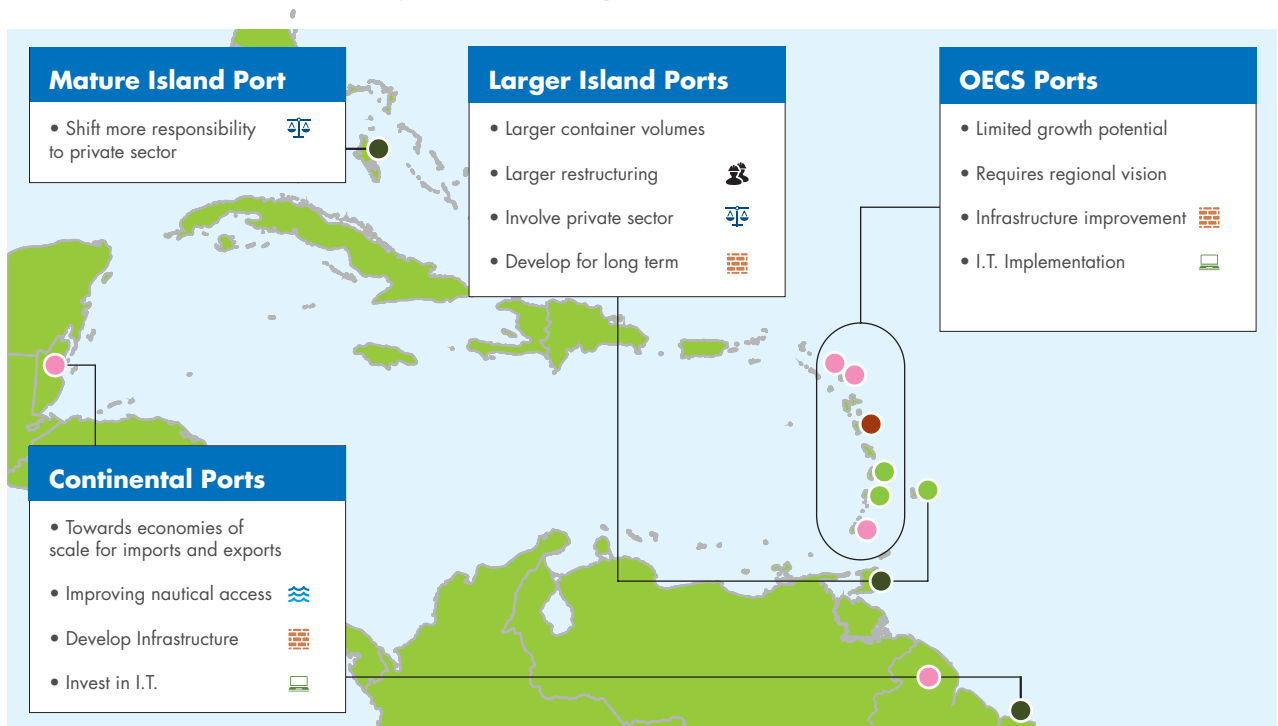 Mature Island Port
• Shift more responsibility
to private sector
Larger Island Ports
• Larger container volumes
• Larger restructuring
• Involve private sector
• Develop for long term
OECS Ports
• Limited growth potential
• Requires regional vision
• Infrastructure improvement
• I.T. Implementation
Continental Ports
• Towards economies of
scale for imports and exports
• Improving nautical access
• Develop Infrastructure
• Invest in I.T.